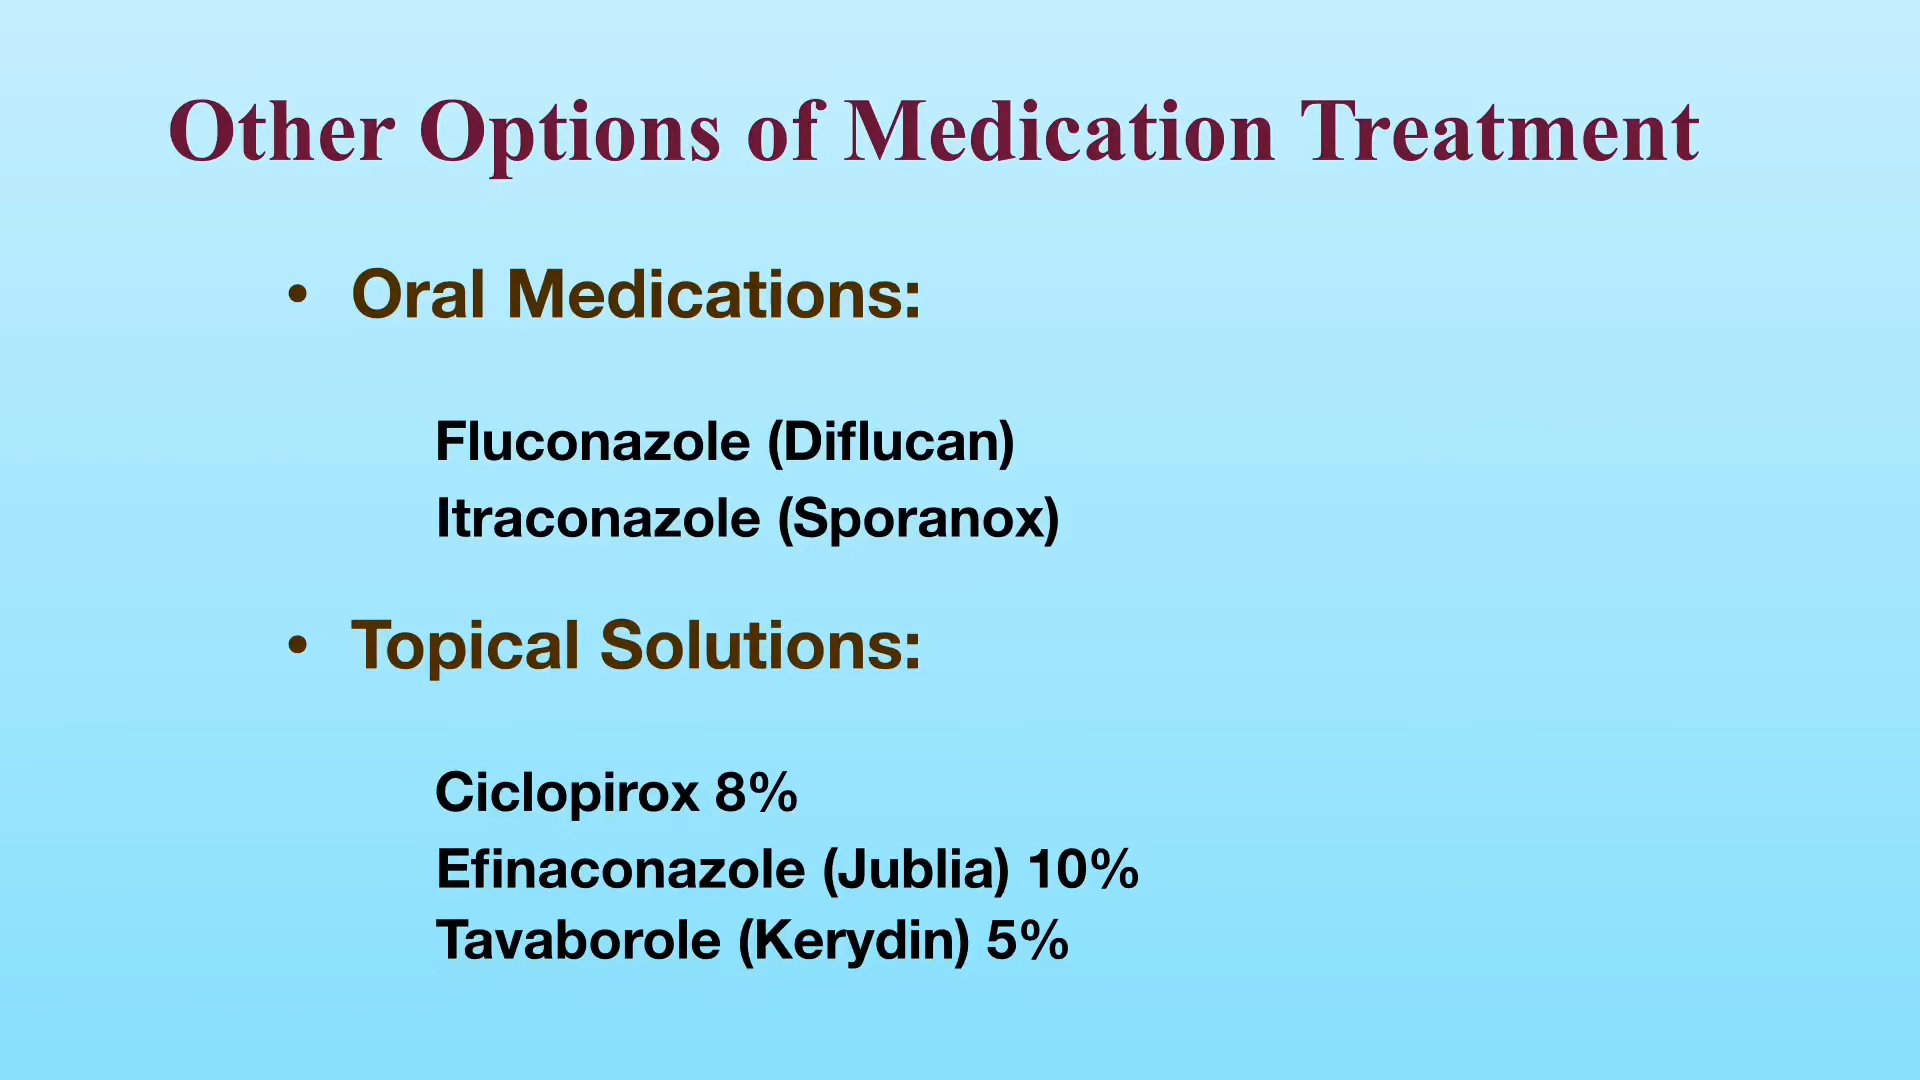 Other Options of Medication Treatment
• Oral Medications:
Fluconazole (Diflucan)
Itraconazole (Sporanox)
• Topical Solutions:
Ciclopirox 8%
Efinaconazole (Jublia) 10%
Tavaborole (Kerydin) 5%